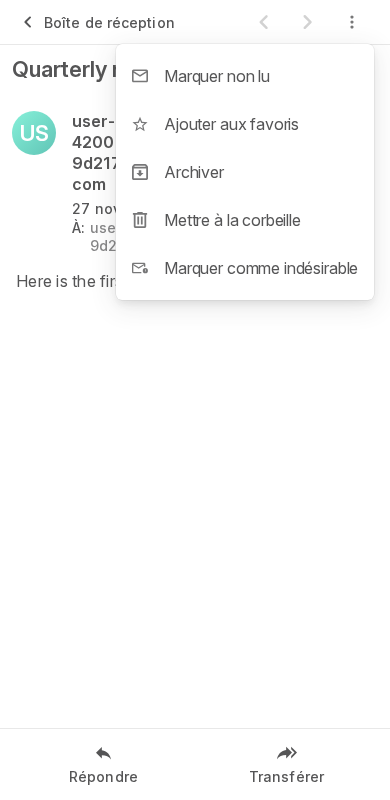 Boîte de réception
Quarterly
Marquer non lu
Ajouter aux favoris
Archiver
Mettre à la corbeille
Marquer comme indésirable
US
user-
4200
9d217
com
27 nov
À: use
9d2
Here is the fir
Répondre
Transférer